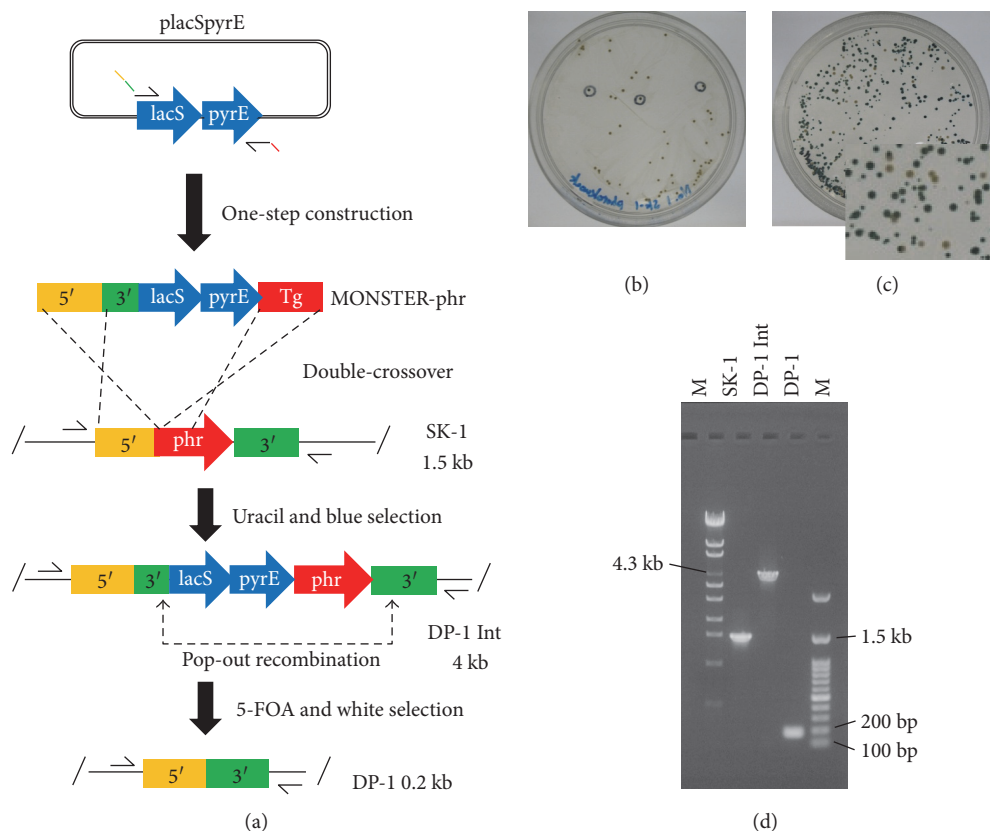 placSpyrE
lacS
pyrE
One-step construction
5′
3′
lacS
pyrE
Tg
MONSTER-phr
Double-crossover
5′
phr
3′
SK-1
1.5 kb
Uracil and blue selection
5′
3′
lacS
pyrE
phr
3′
DP-1 Int
4 kb
Pop-out recombination
5-FOA and white selection
5′
3′
DP-1 0.2 kb
(a)
(b)
(c)
M
SK-1
DP-1 Int
DP-1
M
4.3 kb
1.5 kb
200 bp
100 bp
(d)